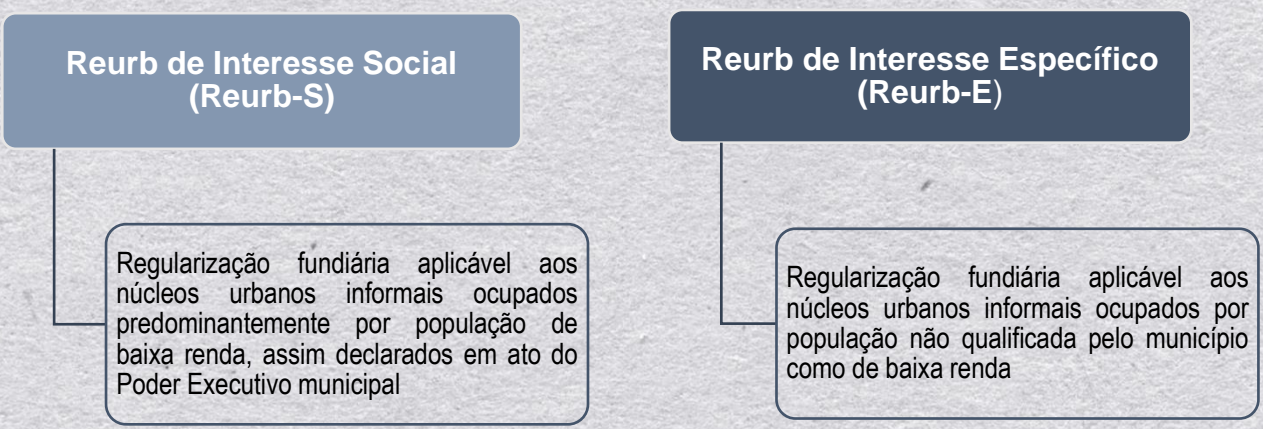 Reurb de Interesse Social
(Reurb-S)
Regularização fundiária aplicável aos
núcleos urbanos informais ocupados
predominantemente por população de
baixa renda, assim declarados em ato do
Poder Executivo municipal
Reurb de Interesse Específico
(Reurb-E)
Regularização fundiária aplicável aos
núcleos urbanos informais ocupados por
população não qualificada pelo município
como de baixa renda